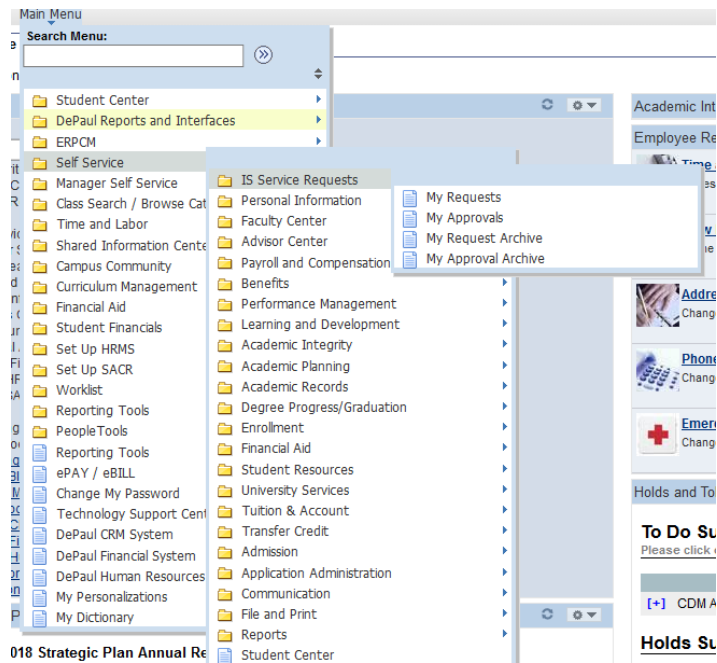 Main Menu
Search Menu:
Student Center
DePaul Reports and Interfaces
ERPCM
Self Service
Manager Self Service
Class Search / Browse Cat
Time and Labor
Shared Information Cente
Campus Community
Curriculum Management
Financial Aid
Student Financials
Set Up HRMS
Set Up SACR
Worklist
Reporting Tools
PeopleTools
Reporting Tools
ePAY / eBILL
Change My Password
Technology Support Cent
DePaul CRM System
DePaul Financial System
DePaul Human Resources
My Personalizations
My Dictionary
IS Service Requests
Personal Information
Faculty Center
Advisor Center
Payroll and Compensation
Benefits
Performance Management
Learning and Development
Academic Integrity
Academic Planning
Academic Records
Degree Progress/Graduation
Enrollment
Financial Aid
Student Resources
University Services
Tuition & Account
Transfer Credit
Admission
Application Administration
Communication
File and Print
Reports
Student Center
My Requests
My Approvals
My Request Archive
My Approval Archive
Academic Int
Employee Re
Time
Addre
Chang
Phone
Chang
Emer
Chang
Holds and To
To Do Su
Please click
[+] CDM A
Holds Su
018 Strategic Plan Annual Re